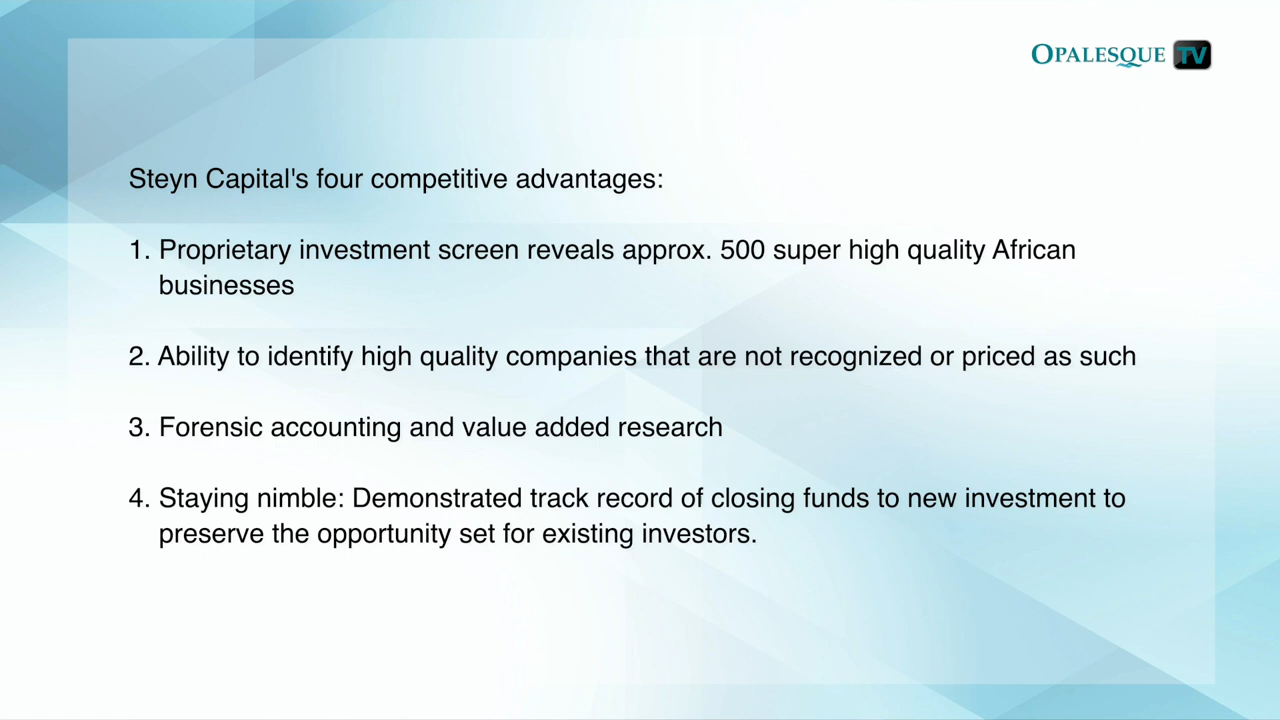 OPALESQUE TV
Steyn Capital's four competitive advantages:
1. Proprietary investment screen reveals approx. 500 super high quality African
businesses
2. Ability to identify high quality companies that are not recognized or priced as such
3. Forensic accounting and value added research
4. Staying nimble: Demonstrated track record of closing funds to new investment to
preserve the opportunity set for existing investors.